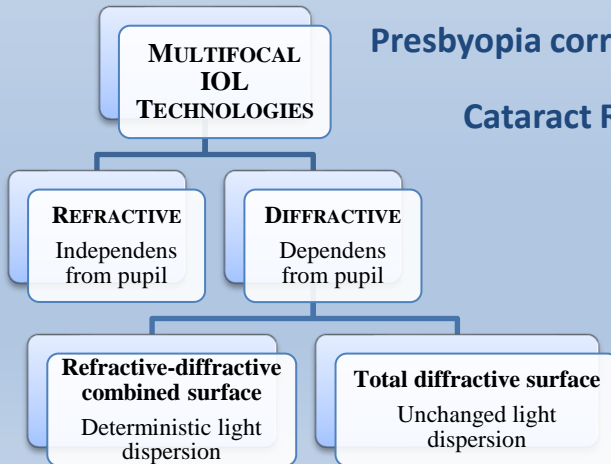 Presbyopia corr
Cataract R
MULTIFOCAL
IOL
TECHNOLOGIES
REFRACTIVE
Independens
from pupil
DIFFRACTIVE
Dependens
from pupil
Refractive-diffractive
combined surface
Deterministic light
dispersion
Total diffractive surface
Unchanged light
dispersion